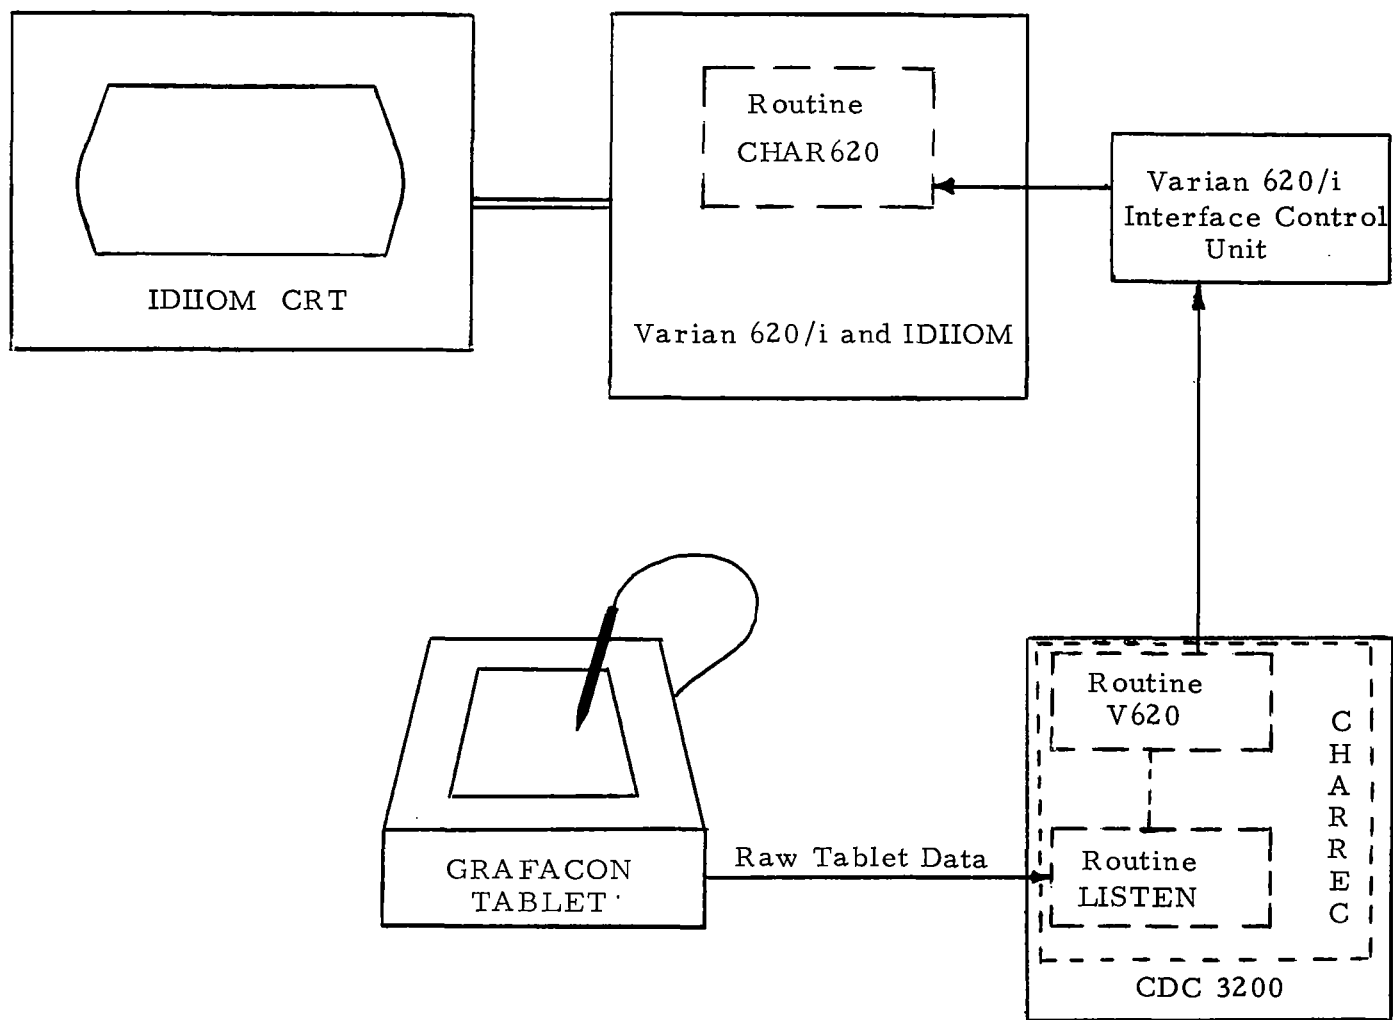 Routine
CHAR620
IDIIOM CRT
Varian 620/i and IDIIOM
Varian 620/i
Interface Control
Unit
GRAFACON
TABLET
Raw Tablet Data
Routine
V620
Routine
LISTEN
CHARREC
CDC 3200